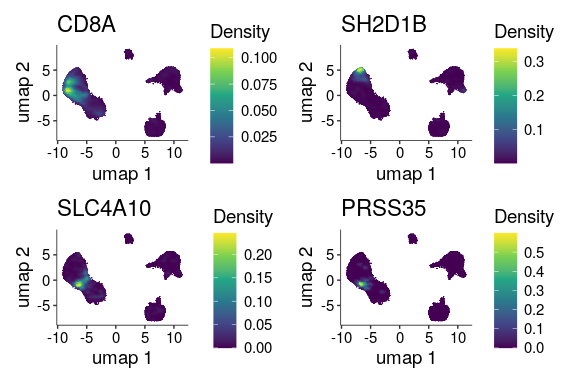 CD8A
umap 2
5
0
-5
-10 -5 0 5 10
umap 1
Density
0.100
0.075
0.050
0.025
SH2D1B
umap 2
5
0
-5
-10 -5 0 5 10
umap 1
Density
0.3
0.2
0.1
SLC4A10
umap 2
5
0
-5
-10 -5 0 5 10
umap 1
Density
0.20
0.15
0.10
0.05
0.00
PRSS35
umap 2
5
0
-5
-10 -5 0 5 10
umap 1
Density
0.5
0.4
0.3
0.2
0.1
0.0